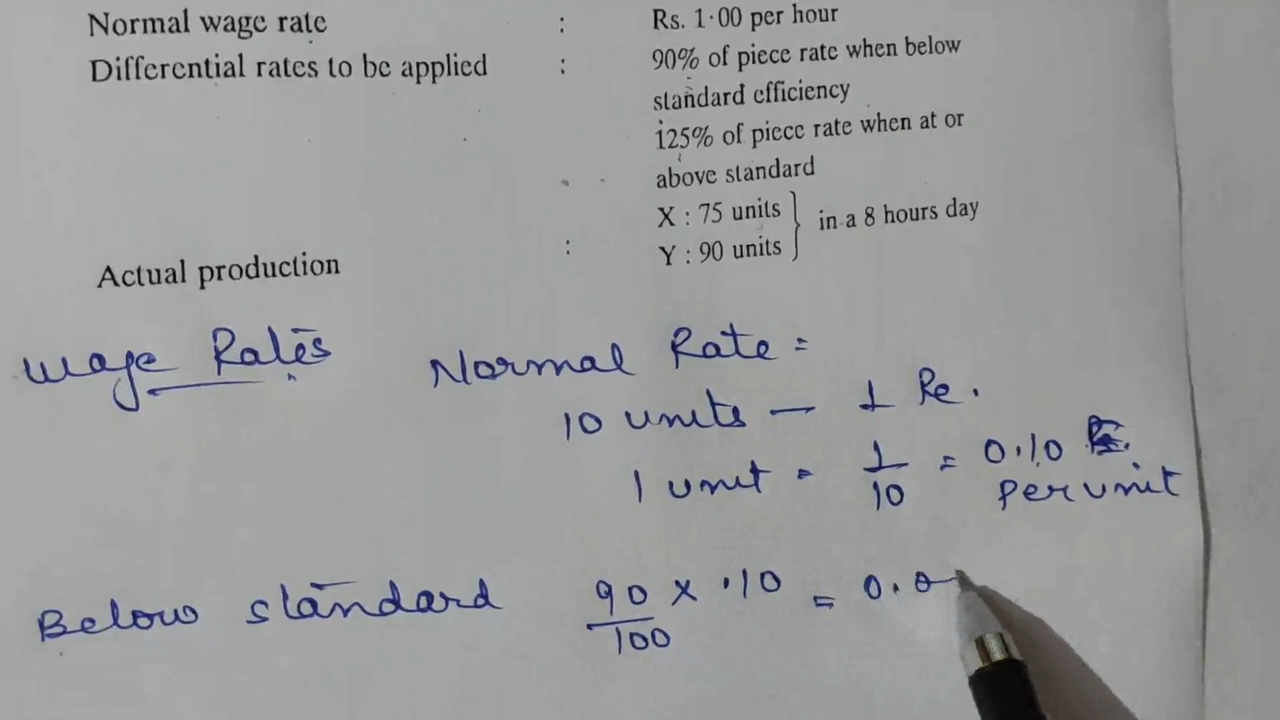 Normal wage rate : Rs. 1·00 per hour
Differential rates to be applied : 90% of piece rate when below
standard efficiency
125% of piece rate when at or
above standard
X : 75 units
Y : 90 units } in a 8 hours day
Actual production :
Wage Rates Normal Rate =
10 units — 1 Re.
1 unit = 1/10 = 0.10
per unit
Below standard 90/100 × .10 = 0.0